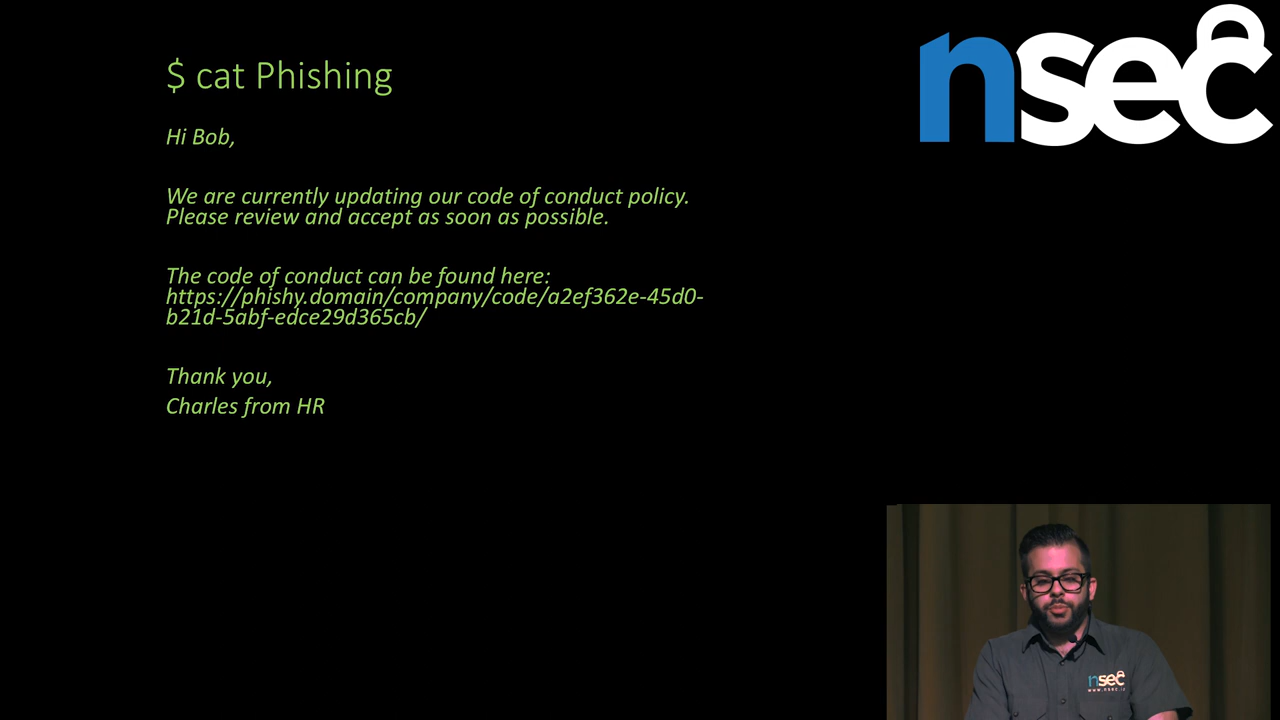 $ cat Phishing
nsec
Hi Bob,
We are currently updating our code of conduct policy.
Please review and accept as soon as possible.
The code of conduct can be found here:
https://phishy.domain/company/code/a2ef362e-45d0-
b21d-5abf-edce29d365cb/
Thank you,
Charles from HR
nsec